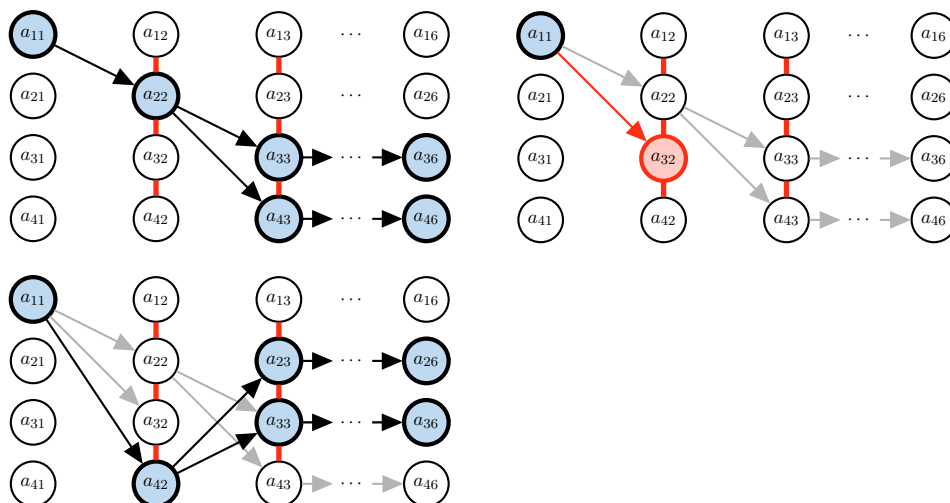 a₁₁ a₁₂ a₁₃ ··· a₁₆
a₂₁ a₂₂ a₂₃ ··· a₂₆
a₃₁ a₃₂ a₃₃ ··· a₃₆
a₄₁ a₄₂ a₄₃ ··· a₄₆
a₁₁ a₁₂ a₁₃ ··· a₁₆
a₂₁ a₂₂ a₂₃ ··· a₂₆
a₃₁ a₃₂ a₃₃ ··· a₃₆
a₄₁ a₄₂ a₄₃ ··· a₄₆
a₁₁ a₁₂ a₁₃ ··· a₁₆
a₂₁ a₂₂ a₂₃ ··· a₂₆
a₃₁ a₃₂ a₃₃ ··· a₃₆
a₄₁ a₄₂ a₄₃ ··· a₄₆